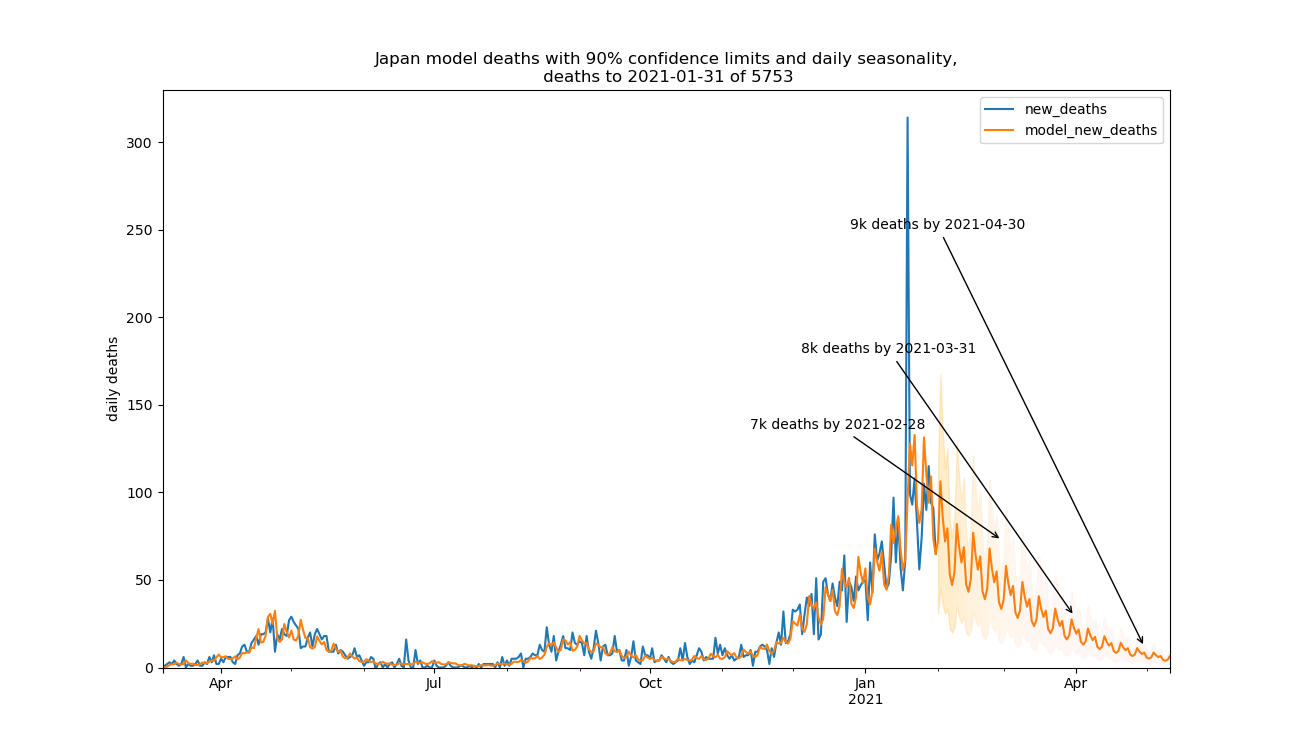 Japan model deaths with 90% confidence limits and daily seasonality,
deaths to 2021-01-31 of 5753
new_deaths
model_new_deaths
daily deaths
300
250
200
150
100
50
0
9k deaths by 2021-04-30
8k deaths by 2021-03-31
7k deaths by 2021-02-28
Apr
Jul
Oct
Jan
2021
Apr